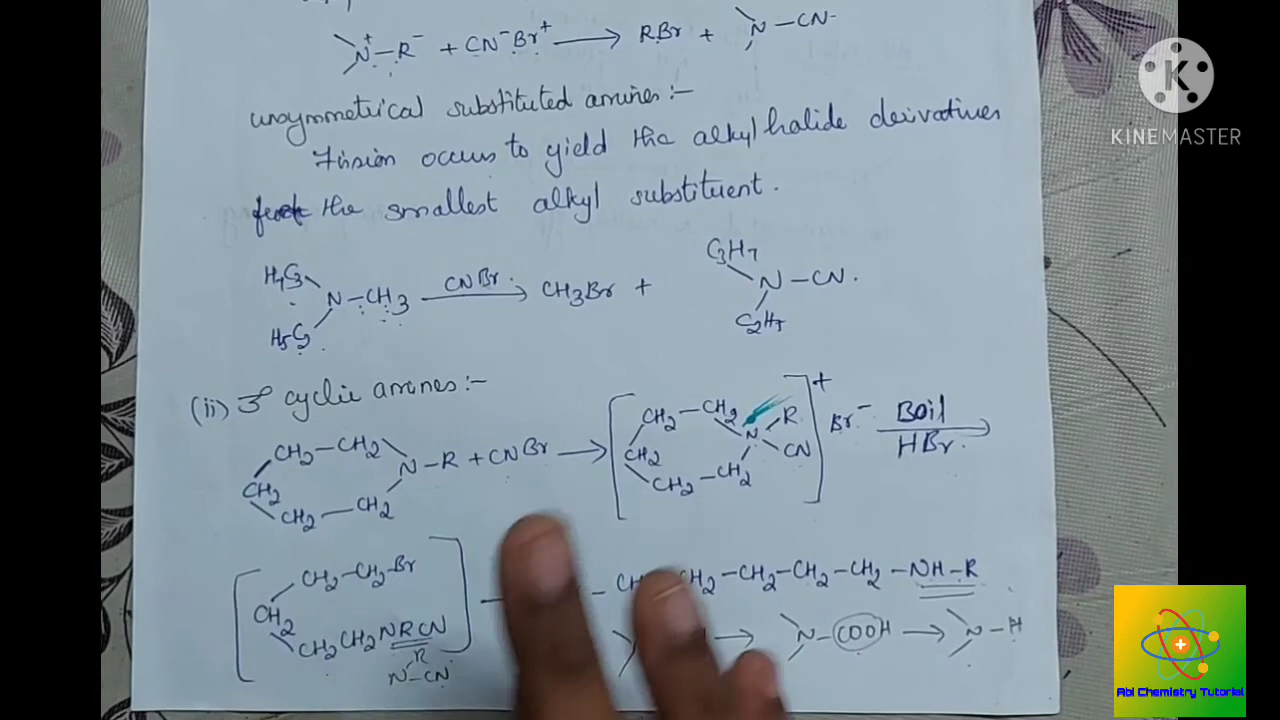 N⁺–R⁻ + CN⁻Br⁺ → RBr + N–CN
KINEMASTER
unsymmetrical substituted amines :-
Fission occurs to yield the alkyl halide derivatives
the smallest alkyl substituent.
H₇C₃ H₅C₂ N–CH₃ CNBr → CH₃Br + C₃H₇ C₂H₅ N–CN.
(ii) 3° cyclic amines :-
CH₂–CH₂ CH₂ CH₂–CH₂ N–R + CNBr → [CH₂–CH₂ CH₂ CH₂–CH₂ N R CN]⁺ Br⁻ Boil HBr →
[CH₂–CH₂Br CH₂ CH₂CH₂NRCN] – CH₂–CH₂–CH₂–CH₂–NH–R
R
N–CN
→ N–COOH → N–H
Abi Chemistry Tutorial